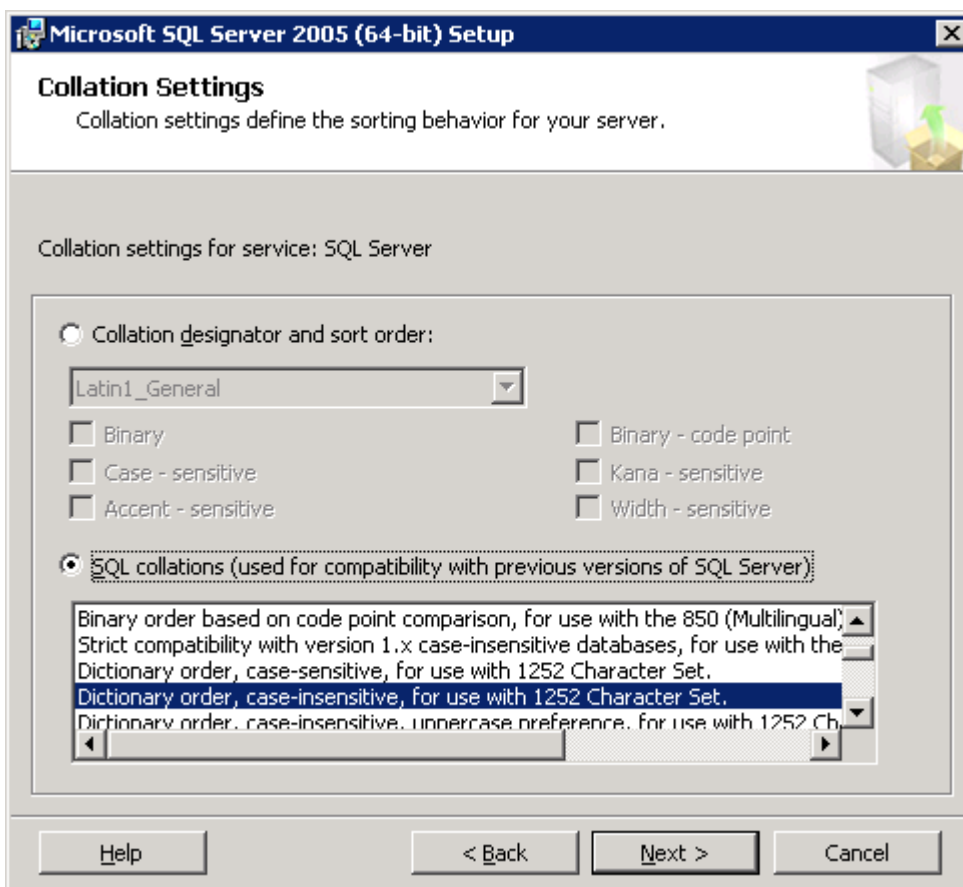 Microsoft SQL Server 2005 (64-bit) Setup
Collation Settings
Collation settings define the sorting behavior for your server.
Collation settings for service: SQL Server
Collation designator and sort order:
Latin1_General
Binary
Binary - code point
Case - sensitive
Kana - sensitive
Accent - sensitive
Width - sensitive
SQL collations (used for compatibility with previous versions of SQL Server)
Binary order based on code point comparison, for use with the 850 (Multilingual)
Strict compatibility with version 1.x case-insensitive databases, for use with the
Dictionary order, case-sensitive, for use with 1252 Character Set.
Dictionary order, case-insensitive, for use with 1252 Character Set.
Dictionary order, case-insensitive, uppercase preference, for use with 1252 Ch
Help
< Back
Next >
Cancel